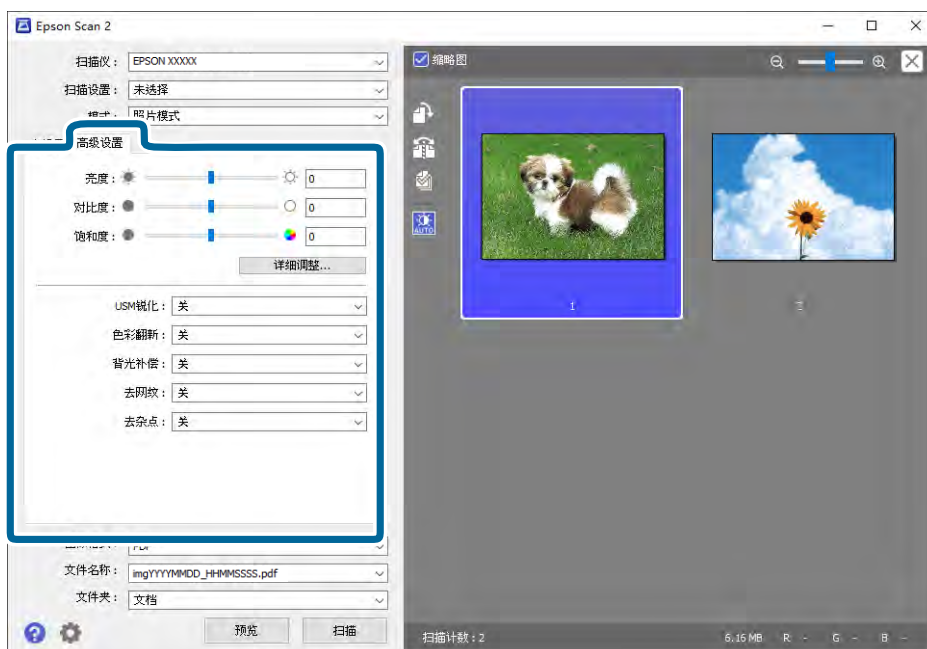 Epson Scan 2
扫描仪： EPSON XXXXX
扫描设置： 未选择
照片模式
高级设置
亮度： 0
对比度： 0
饱和度： 0
详细调整...
USM锐化： 关
色彩翻新： 关
背光补偿： 关
去网纹： 关
去杂点： 关
文件名称： imgYYYYMMDD_HHMMSSSS.pdf
文件夹： 文档
预览 扫描
缩略图
AUTO
1
扫描计数：2 6.16 MB R - G - B -